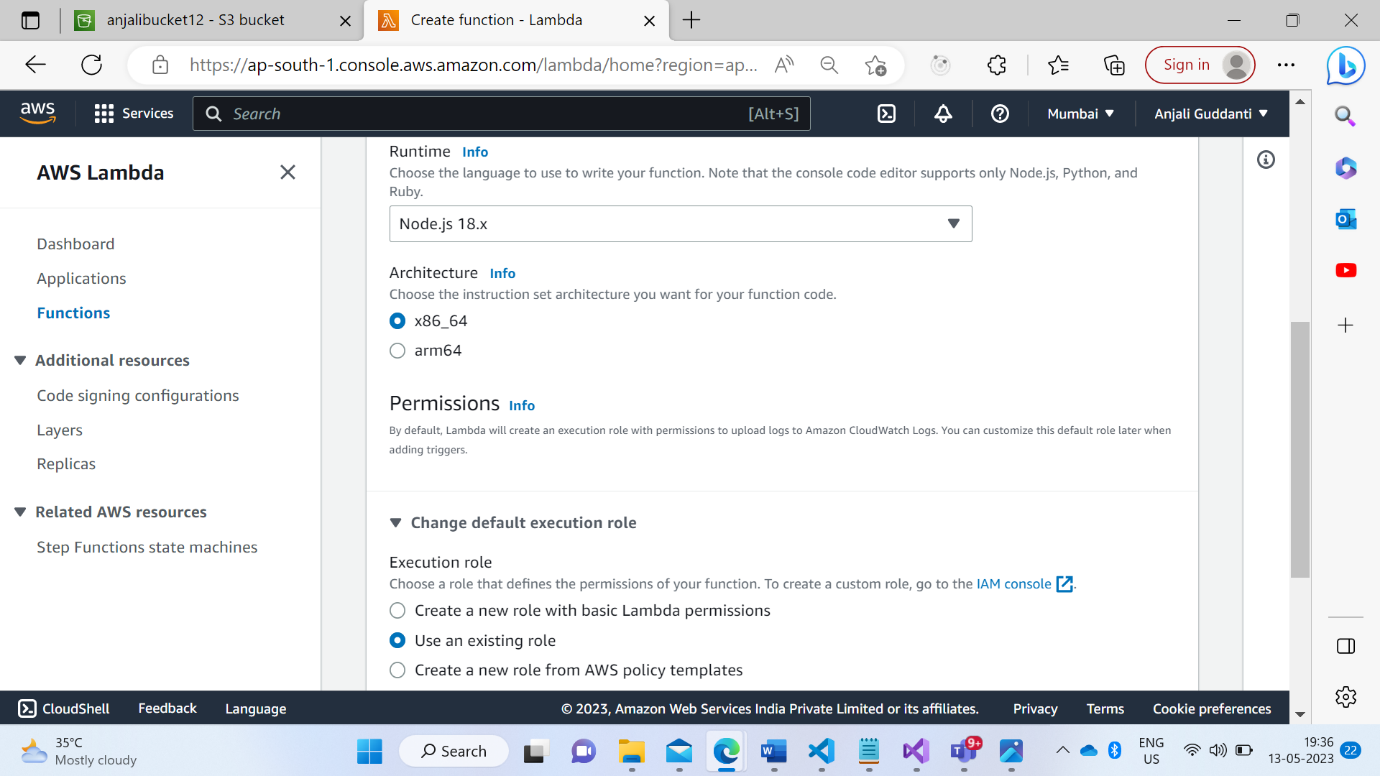 anjalibucket12 - S3 bucket
Create function - Lambda
https://ap-south-1.console.aws.amazon.com/lambda/home?region=ap...
Sign in
aws
Services
Search
[Alt+S]
Mumbai
Anjali Guddanti
AWS Lambda
Dashboard
Applications
Functions
Additional resources
Code signing configurations
Layers
Replicas
Related AWS resources
Step Functions state machines
Runtime Info
Choose the language to use to write your function. Note that the console code editor supports only Node.js, Python, and
Ruby.
Node.js 18.x
Architecture Info
Choose the instruction set architecture you want for your function code.
x86_64
arm64
Permissions Info
By default, Lambda will create an execution role with permissions to upload logs to Amazon CloudWatch Logs. You can customize this default role later when
adding triggers.
Change default execution role
Execution role
Choose a role that defines the permissions of your function. To create a custom role, go to the IAM console.
Create a new role with basic Lambda permissions
Use an existing role
Create a new role from AWS policy templates
CloudShell
Feedback
Language
© 2023, Amazon Web Services India Private Limited or its affiliates.
Privacy
Terms
Cookie preferences
35°C
Mostly cloudy
Search
9+
ENG
US
19:36
13-05-2023
22